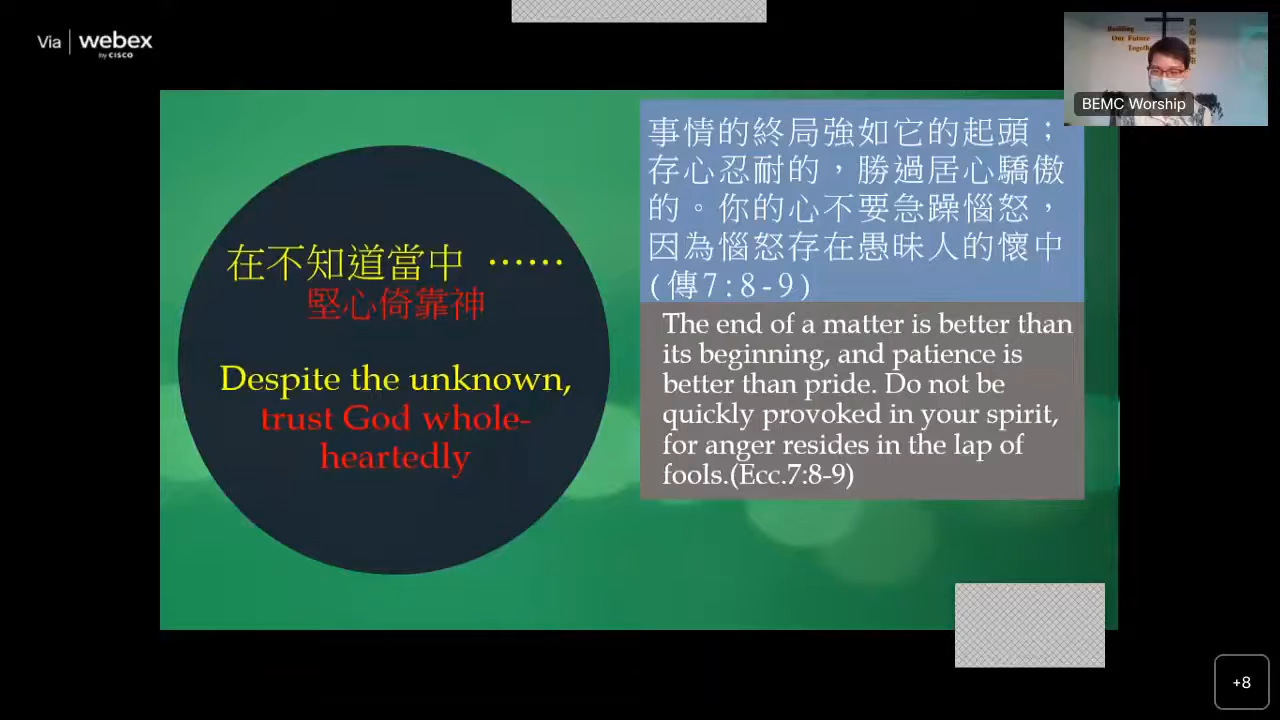 Via webex
by CISCO
Building
Our Future
Together
BEMC Worship
事情的終局強如它的起頭；
存心忍耐的，勝過居心驕傲
的。你的心不要急躁惱怒，
因為惱怒存在愚昧人的懷中
(傳7:8-9)
在不知道當中 ……
堅心倚靠神
Despite the unknown,
trust God whole-
heartedly
The end of a matter is better than
its beginning, and patience is
better than pride. Do not be
quickly provoked in your spirit,
for anger resides in the lap of
fools.(Ecc.7:8-9)
+8